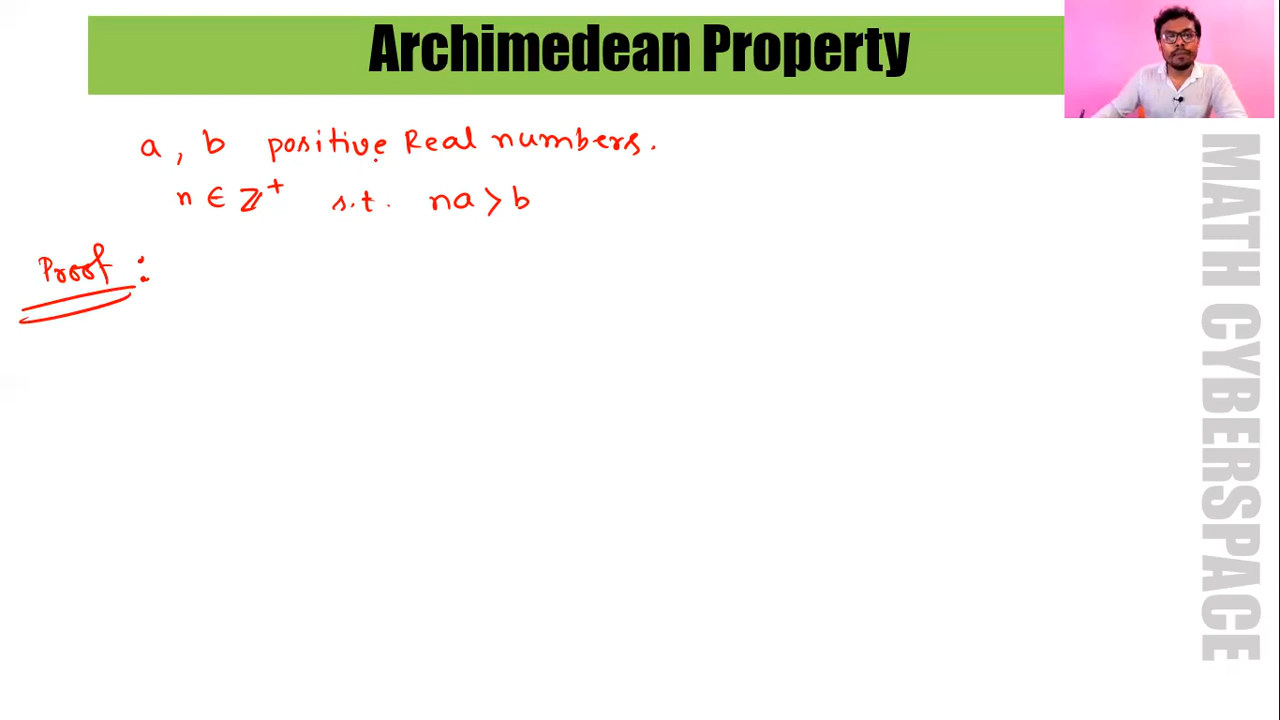 Archimedean Property
a, b positive Real numbers.
n ∈ ℤ⁺ s.t. na > b
Proof :
MATH CYBERSPACE